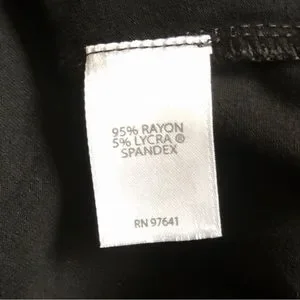 95% RAYON
5% LYCRA ®
SPANDEX
RN 97641